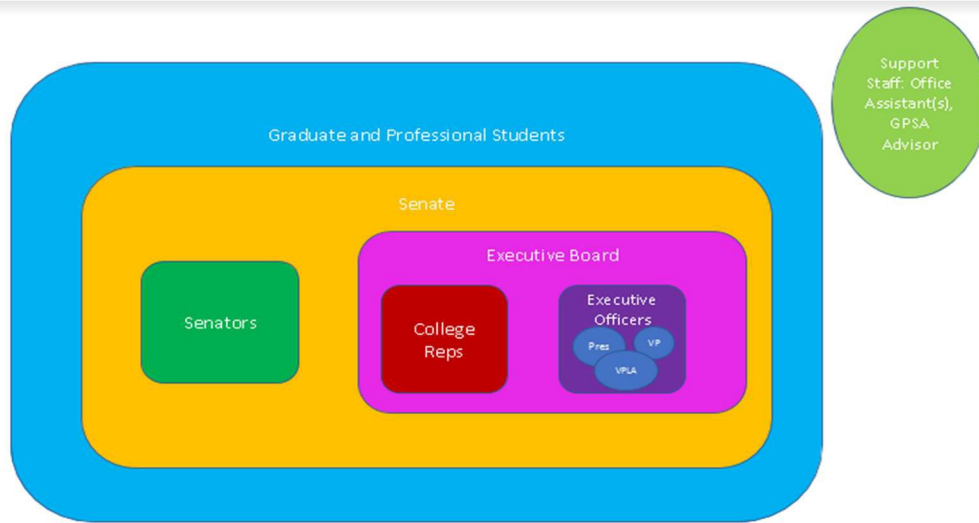 Support
Staff: Office
Assistant(s),
GPSA
Advisor
Graduate and Professional Students
Senate
Executive Board
Senators
College
Reps
Executive
Officers
Pres
VP
VPLA